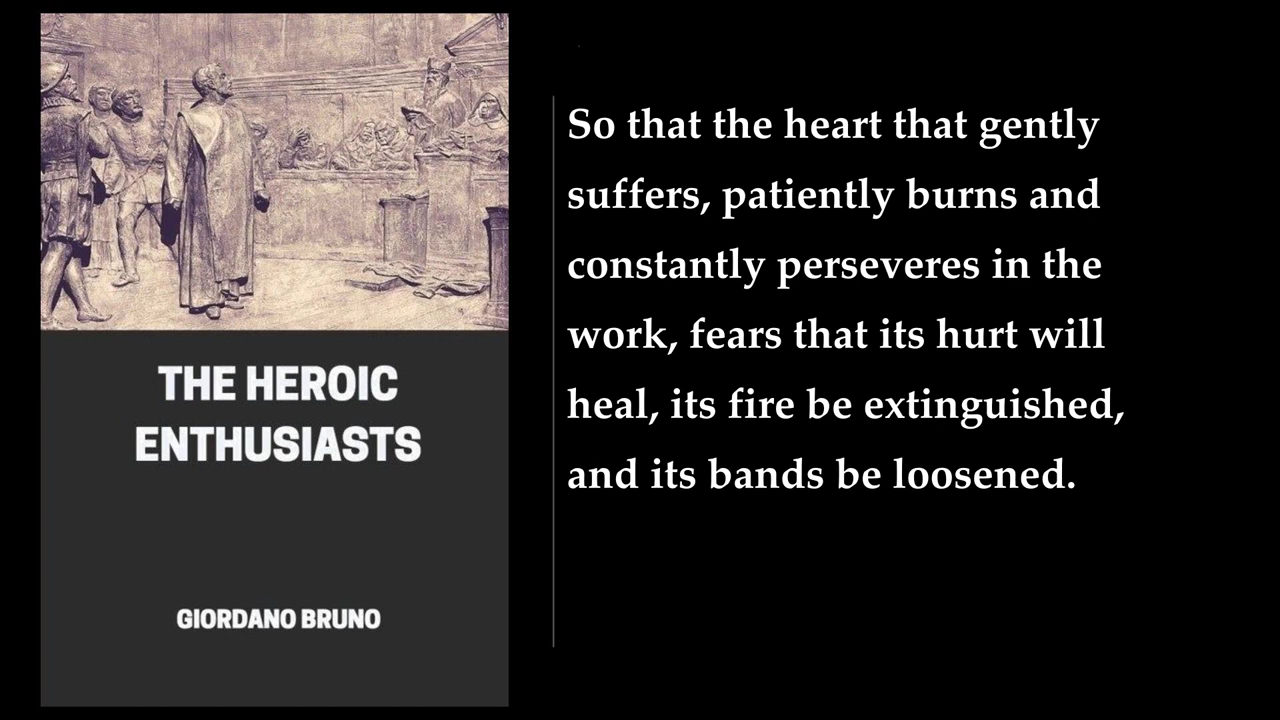 THE HEROIC
ENTHUSIASTS
GIORDANO BRUNO
So that the heart that gently
suffers, patiently burns and
constantly perseveres in the
work, fears that its hurt will
heal, its fire be extinguished,
and its bands be loosened.